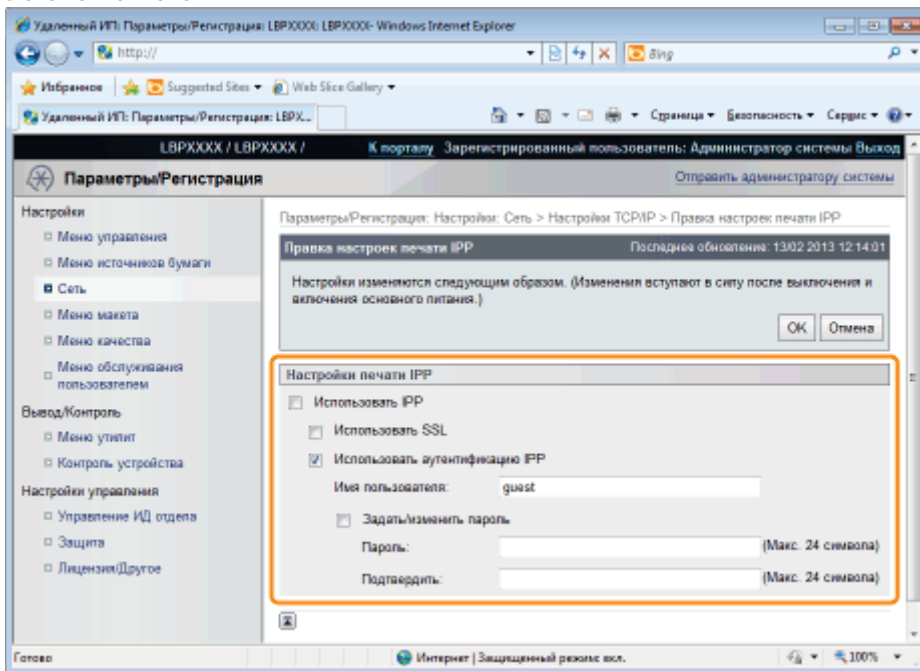 Удаленный ИП: Параметры/Регистрация: LBPXXXX: LBPXXXX- Windows Internet Explorer
http://
Bing
Избранное Suggested Sites Web Slice Gallery
Удаленный ИП: Параметры/Регистрация: LBPX...
Страница Безопасность Сервис
LBPXXXX / LBPXXXX / К порталу Зарегистрированный пользователь: Администратор системы Выход
Параметры/Регистрация
Отправить администратору системы
Настройки
Меню управления
Меню источников бумаги
Сеть
Меню макета
Меню качества
Меню обслуживания
пользователем
Вывод/Контроль
Меню утилит
Контроль устройства
Настройки управления
Управление ИД отдела
Защита
Лицензия/Другое
Параметры/Регистрация: Настройки: Сеть > Настройки TCP/IP > Правка настроек печати IPP
Правка настроек печати IPP
Последнее обновление: 13/02 2013 12:14:01
Настройки изменяются следующим образом. (Изменения вступают в силу после выключения и
включения основного питания.)
OK Отмена
Настройки печати IPP
Использовать IPP
Использовать SSL
Использовать аутентификацию IPP
Имя пользователя: guest
Задать/изменить пароль
Пароль: (Макс. 24 символа)
Подтвердить: (Макс. 24 символа)
Готово
Интернет | Защищенный режим: вкл.
100%